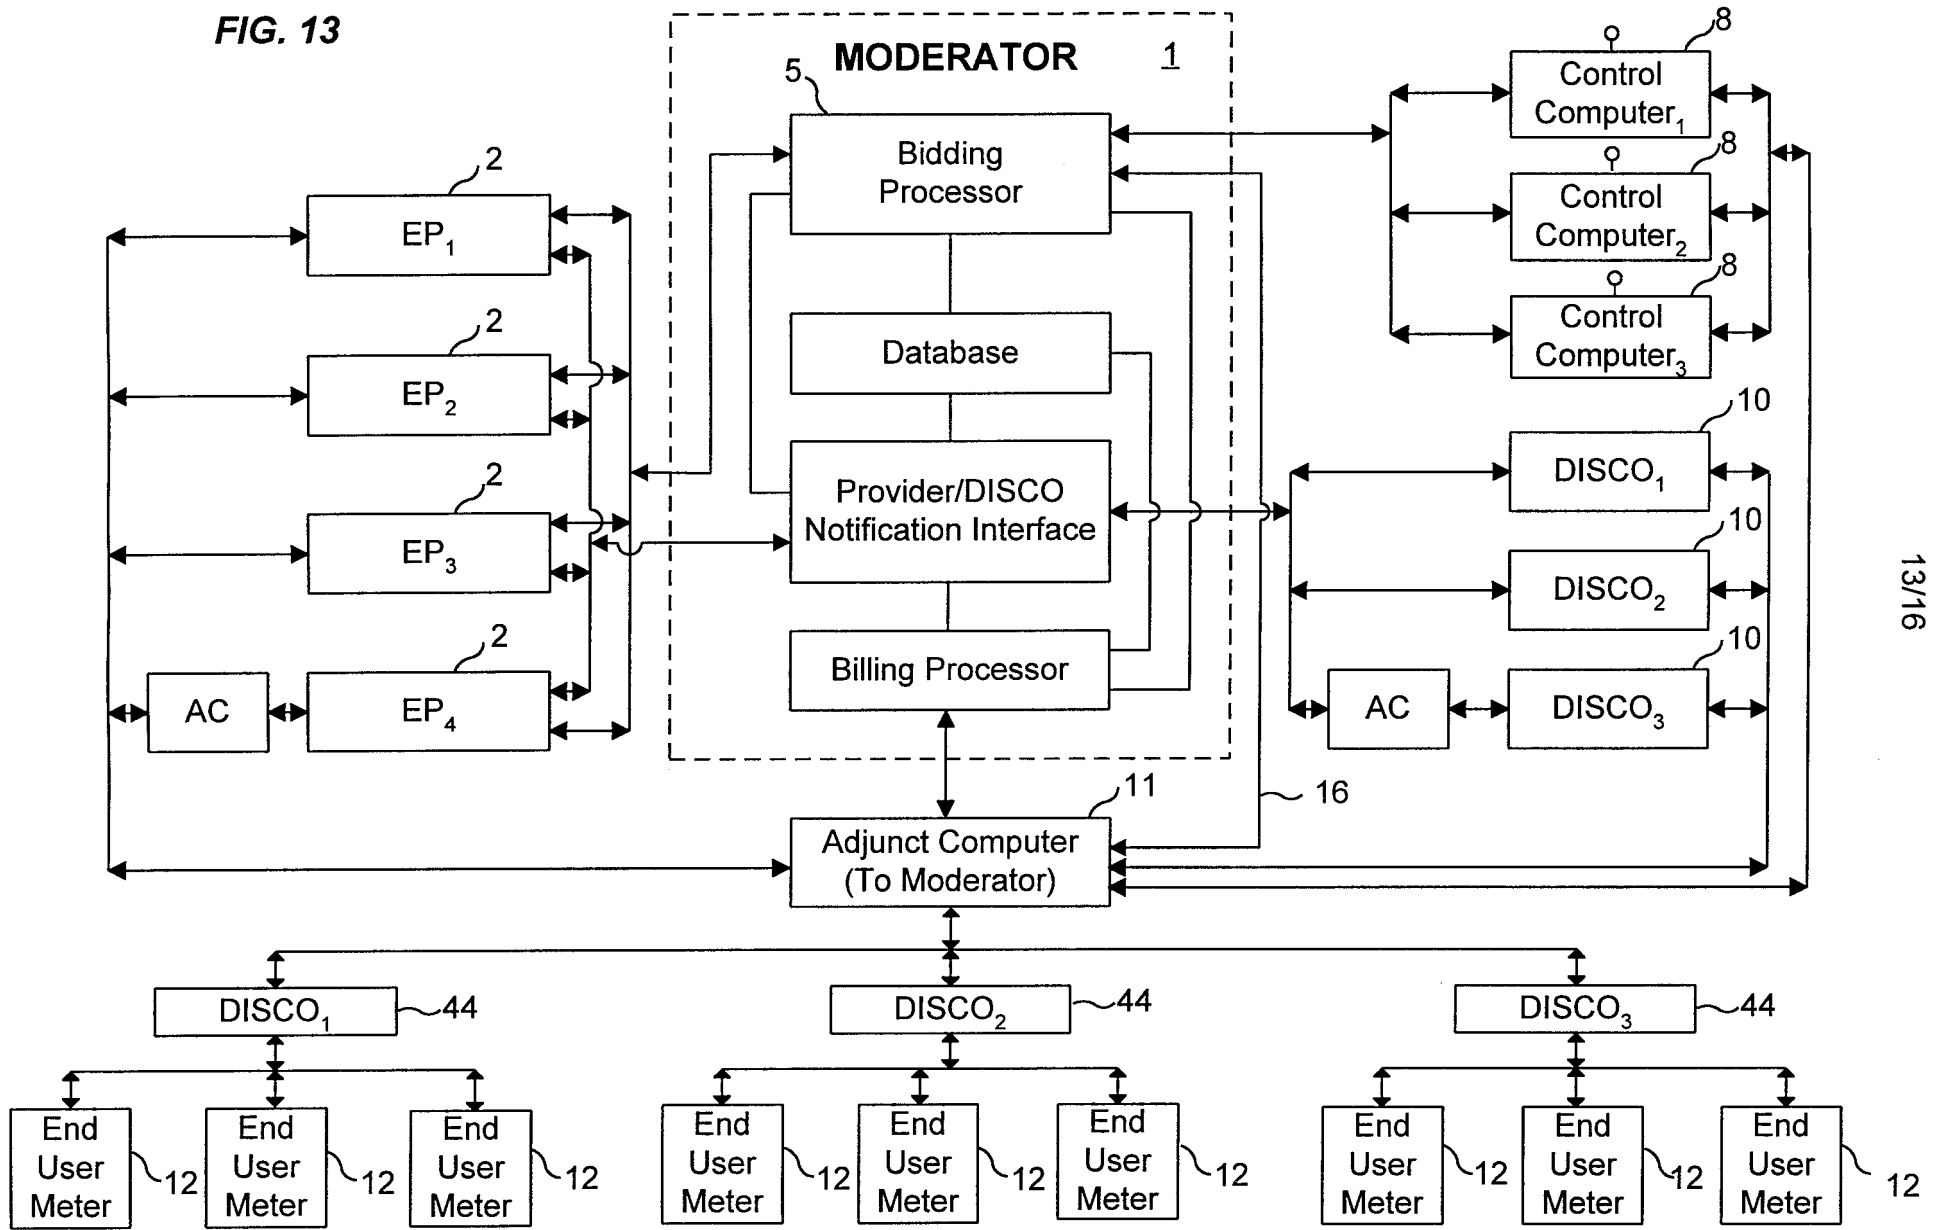 FIG. 13
MODERATOR 1
5
Bidding
Processor
Database
Provider/DISCO
Notification Interface
Billing Processor
2
EP1
2
EP2
2
EP3
2
EP4
AC
8
Control
Computer1
8
Control
Computer2
8
Control
Computer3
10
DISCO1
10
DISCO2
10
DISCO3
AC
13/16
11
16
Adjunct Computer
(To Moderator)
DISCO1
44
DISCO2
44
DISCO3
44
End
User
Meter
12
End
User
Meter
12
End
User
Meter
12
End
User
Meter
12
End
User
Meter
12
End
User
Meter
12
End
User
Meter
12
End
User
Meter
12
End
User
Meter
12